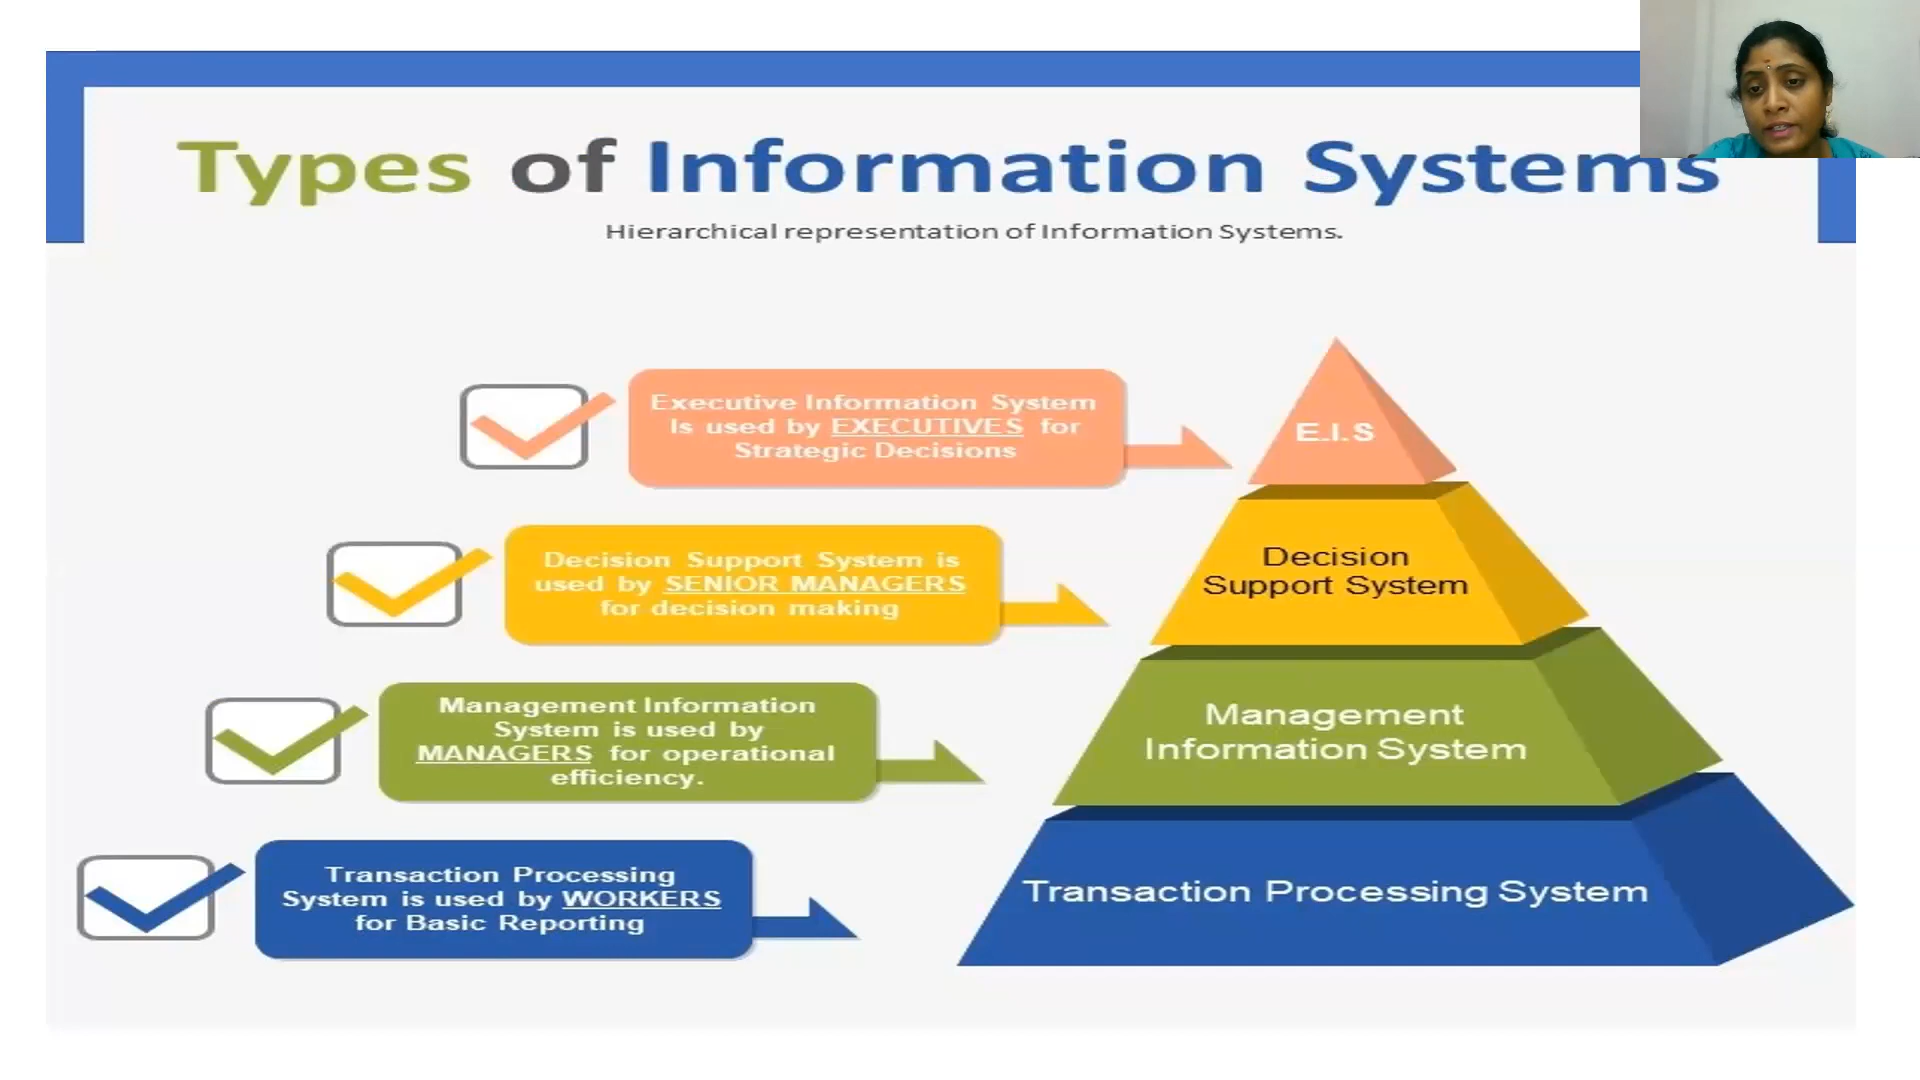 Types of Information Systems
Hierarchical representation of Information Systems.
Executive Information System
Is used by EXECUTIVES for
Strategic Decisions
E.I.S
Decision Support System is
used by SENIOR MANAGERS
for decision making
Decision
Support System
Management Information
System is used by
MANAGERS for operational
efficiency.
Management
Information System
Transaction Processing
System is used by WORKERS
for Basic Reporting
Transaction Processing System